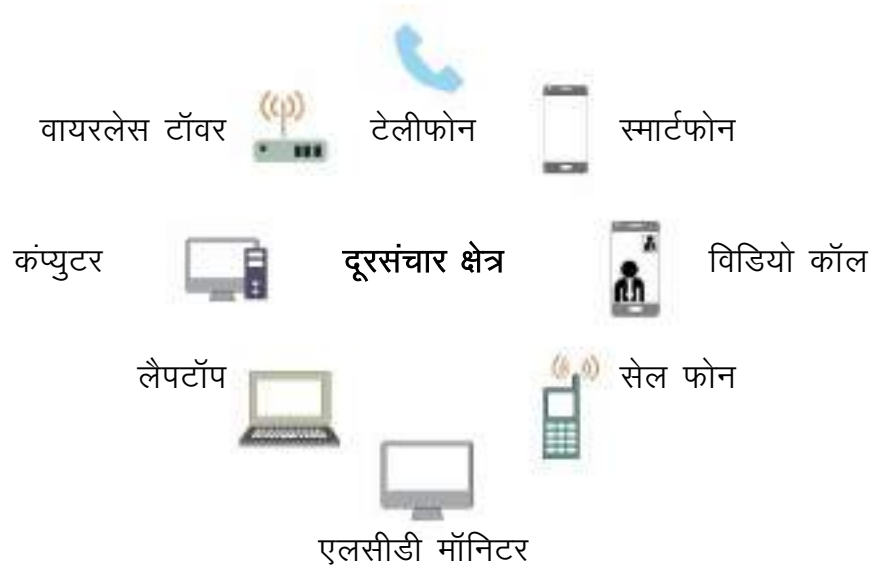 वायरलेस टॉवर टेलीफोन स्मार्टफोन
कंप्युटर दूरसंचार क्षेत्र विडियो कॉल
लैपटॉप सेल फोन
एलसीडी मॉनिटर